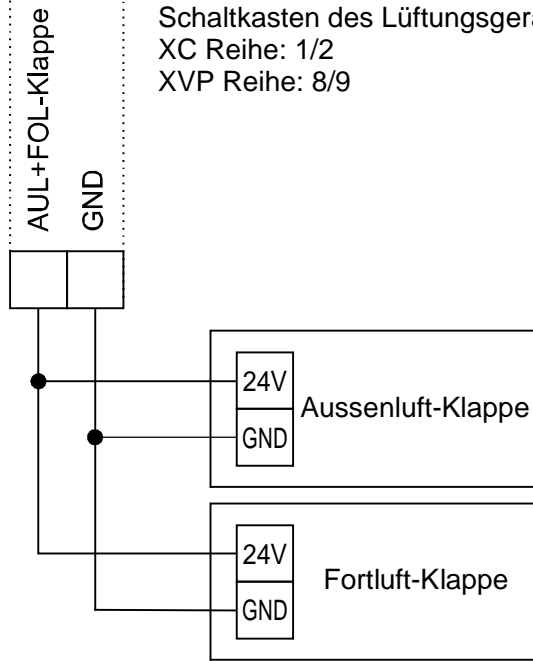 Schaltkasten des
XC Reihe: 1/2
XVP Reihe: 8/9
AUL+FOL-Klappe
GND
24V
Aussenluft-Klappe
GND
24V
Fortluft-Klappe
GND